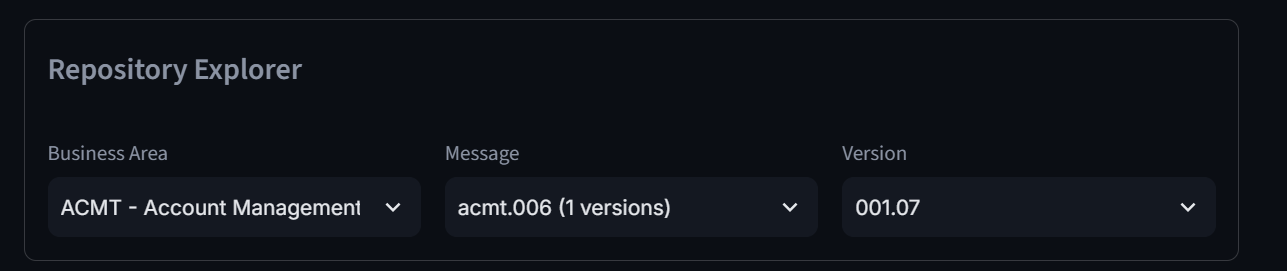 Repository Explorer
Business Area
Message
Version
ACMT - Account Management
acmt.006 (1 versions)
001.07